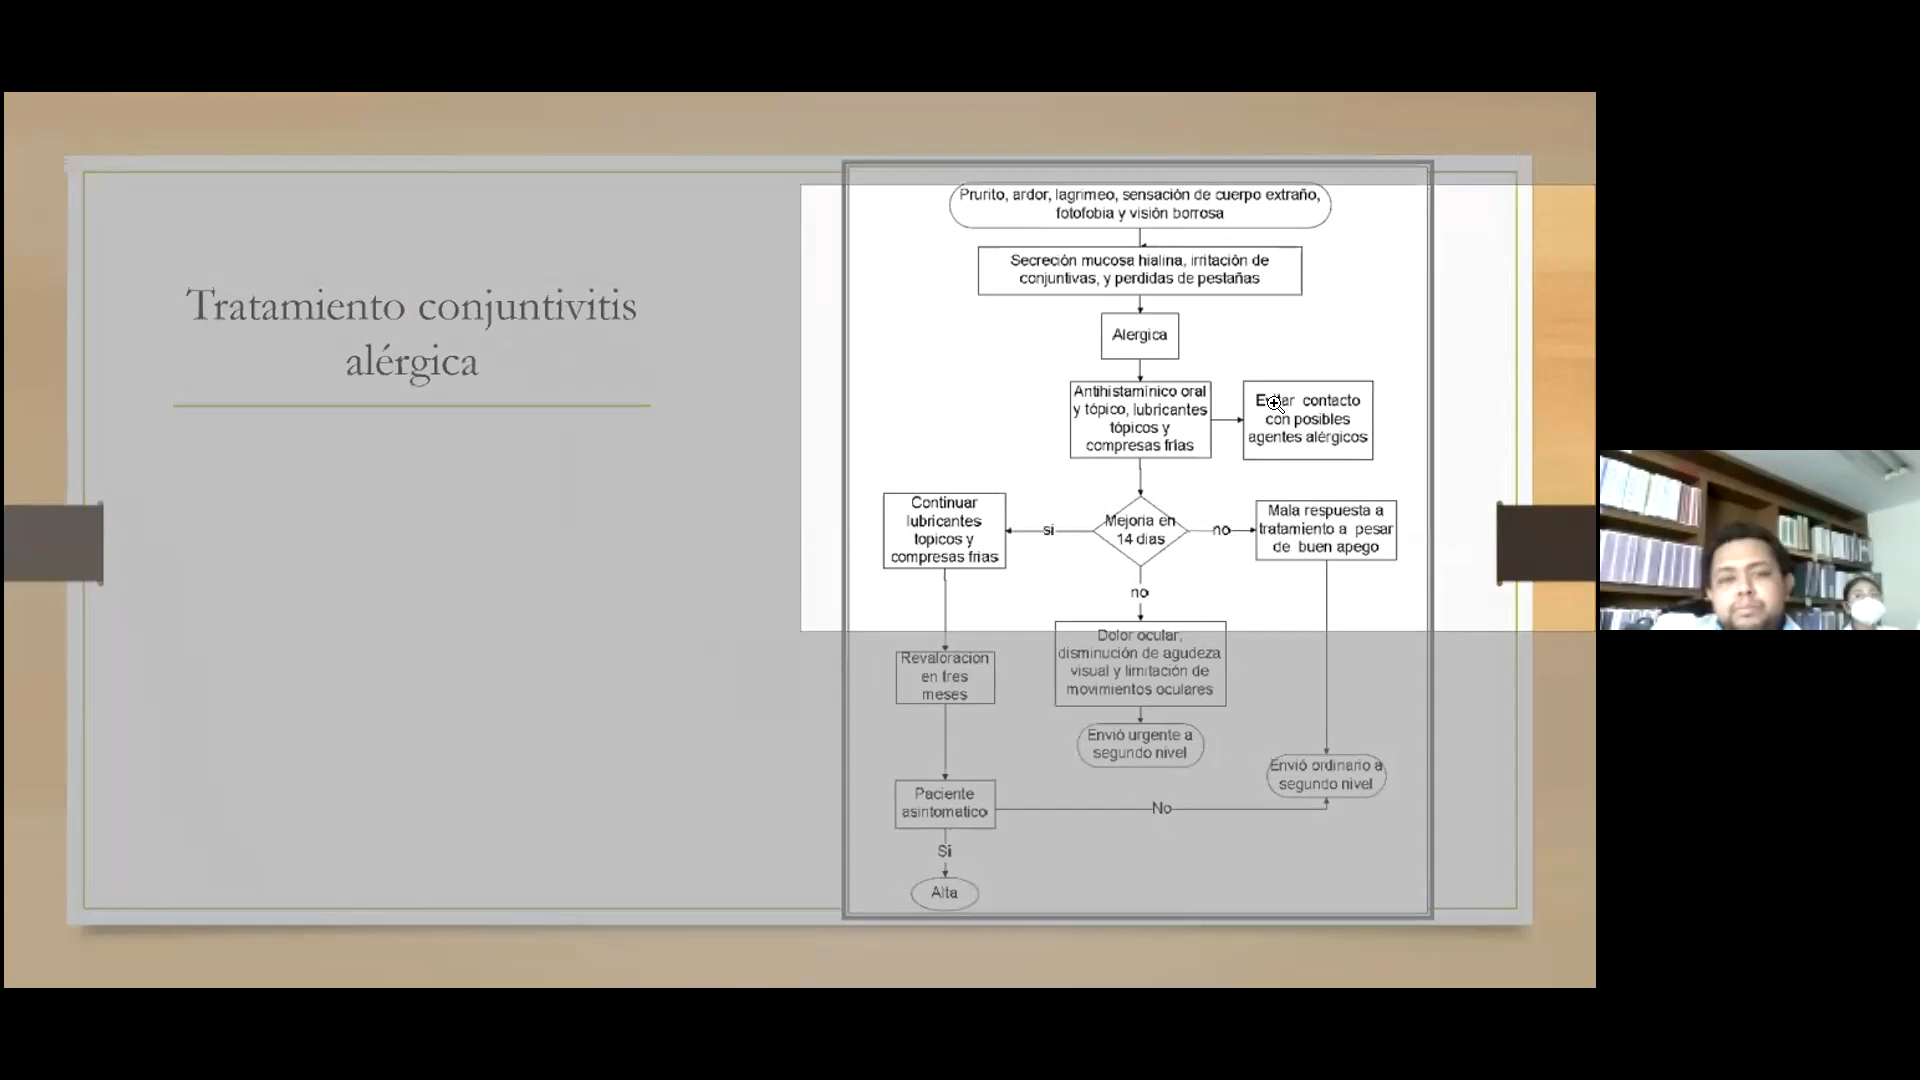 Tratamiento conjuntivitis
alérgica
Prurito, ardor, lagrimeo, sensación de cuerpo extraño,
fotofobia y visión borrosa
Secreción mucosa hialina, irritación de
conjuntivas, y perdidas de pestañas
Alergica
Antihistamínico oral
y tópico, lubricantes
tópicos y
compresas frías
Evitar contacto
con posibles
agentes alérgicos
Continuar
lubricantes
topicos y
compresas frias
si
Mejoria en
14 dias
no
Mala respuesta a
tratamiento a pesar
de buen apego
no
Dolor ocular,
disminución de agudeza
visual y limitación de
movimientos oculares
Revaloracion
en tres
meses
Envió urgente a
segundo nivel
Envió ordinario a
segundo nivel
Paciente
asintomatico
No
Si
Alta